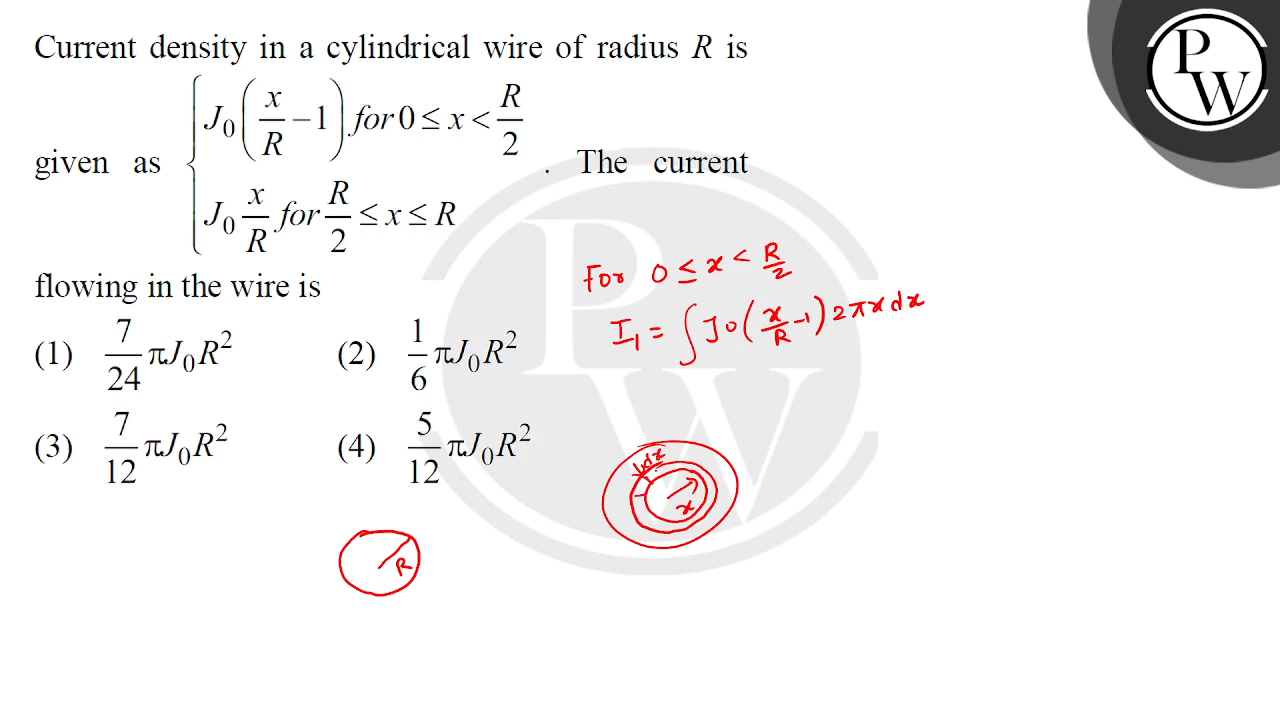 Current density in a cylindrical wire of radius R is
given as { J₀(x/R − 1) for 0 ≤ x < R/2
J₀ x/R for R/2 ≤ x ≤ R . The current
flowing in the wire is
(1) 7/24 πJ₀R² (2) 1/6 πJ₀R²
(3) 7/12 πJ₀R² (4) 5/12 πJ₀R²
For 0 ≤ x < R/2
I₁ = ∫ J₀(x/R − 1) 2πx dx
dx
x
R
P
W
P
W